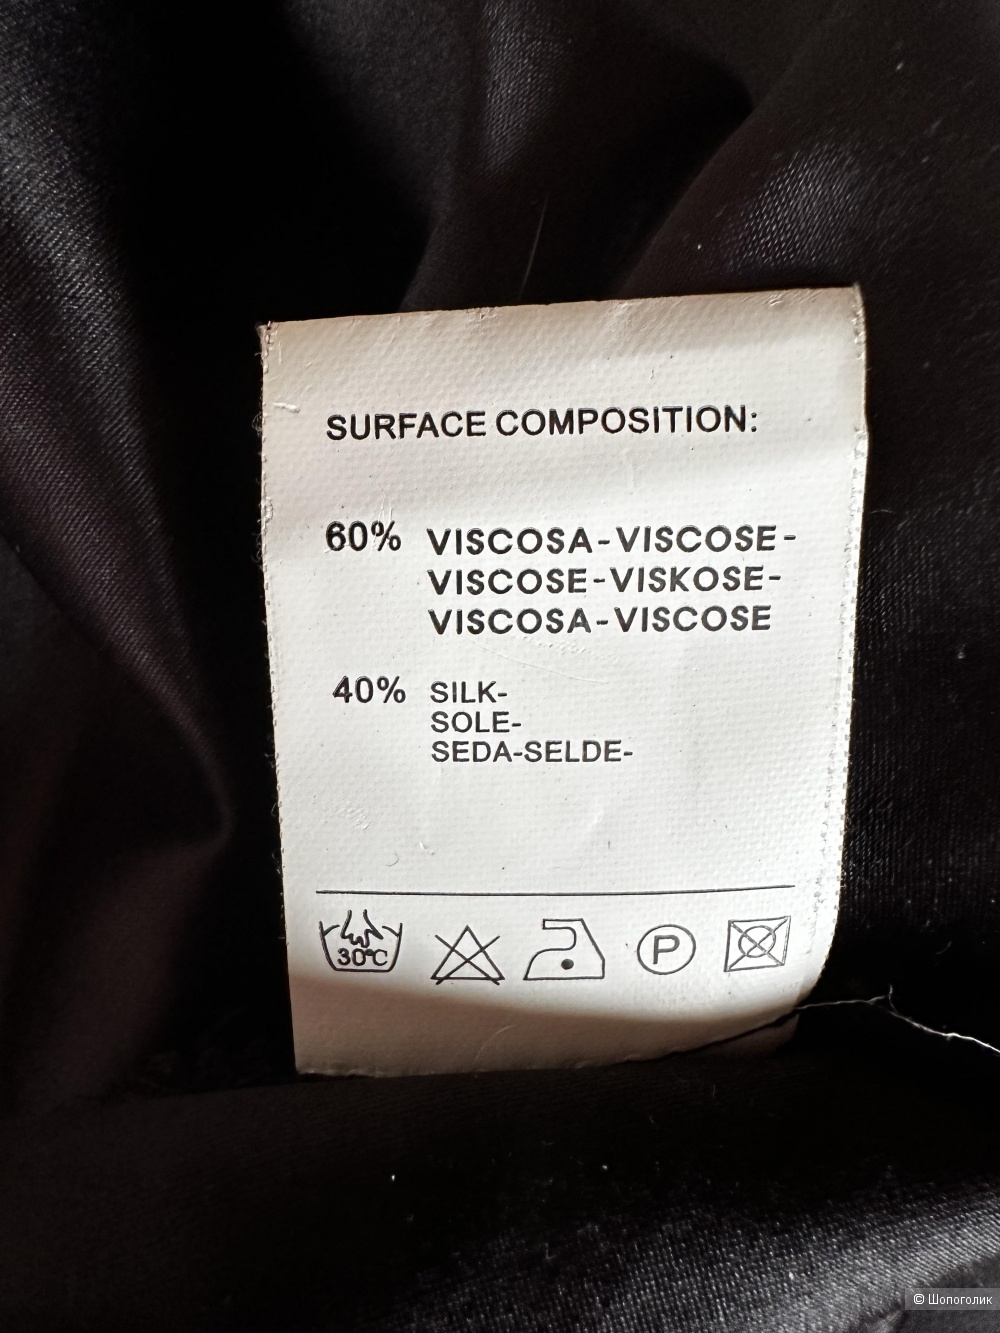 SURFACE COMPOSITION:
60% VISCOSA-VISCOSE-
VISCOSE-VISKOSE-
VISCOSA-VISCOSE
40% SILK-
SOLE-
SEDA-SELDE-
30°C
P
© Шопоголик